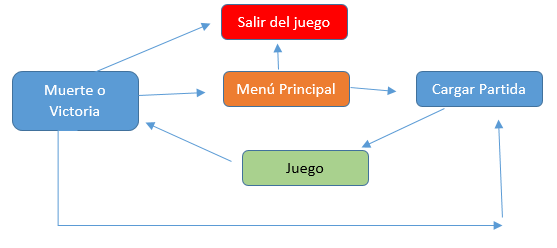 Salir del juego
Muerte o
Victoria
Menú Principal
Cargar Partida
Juego